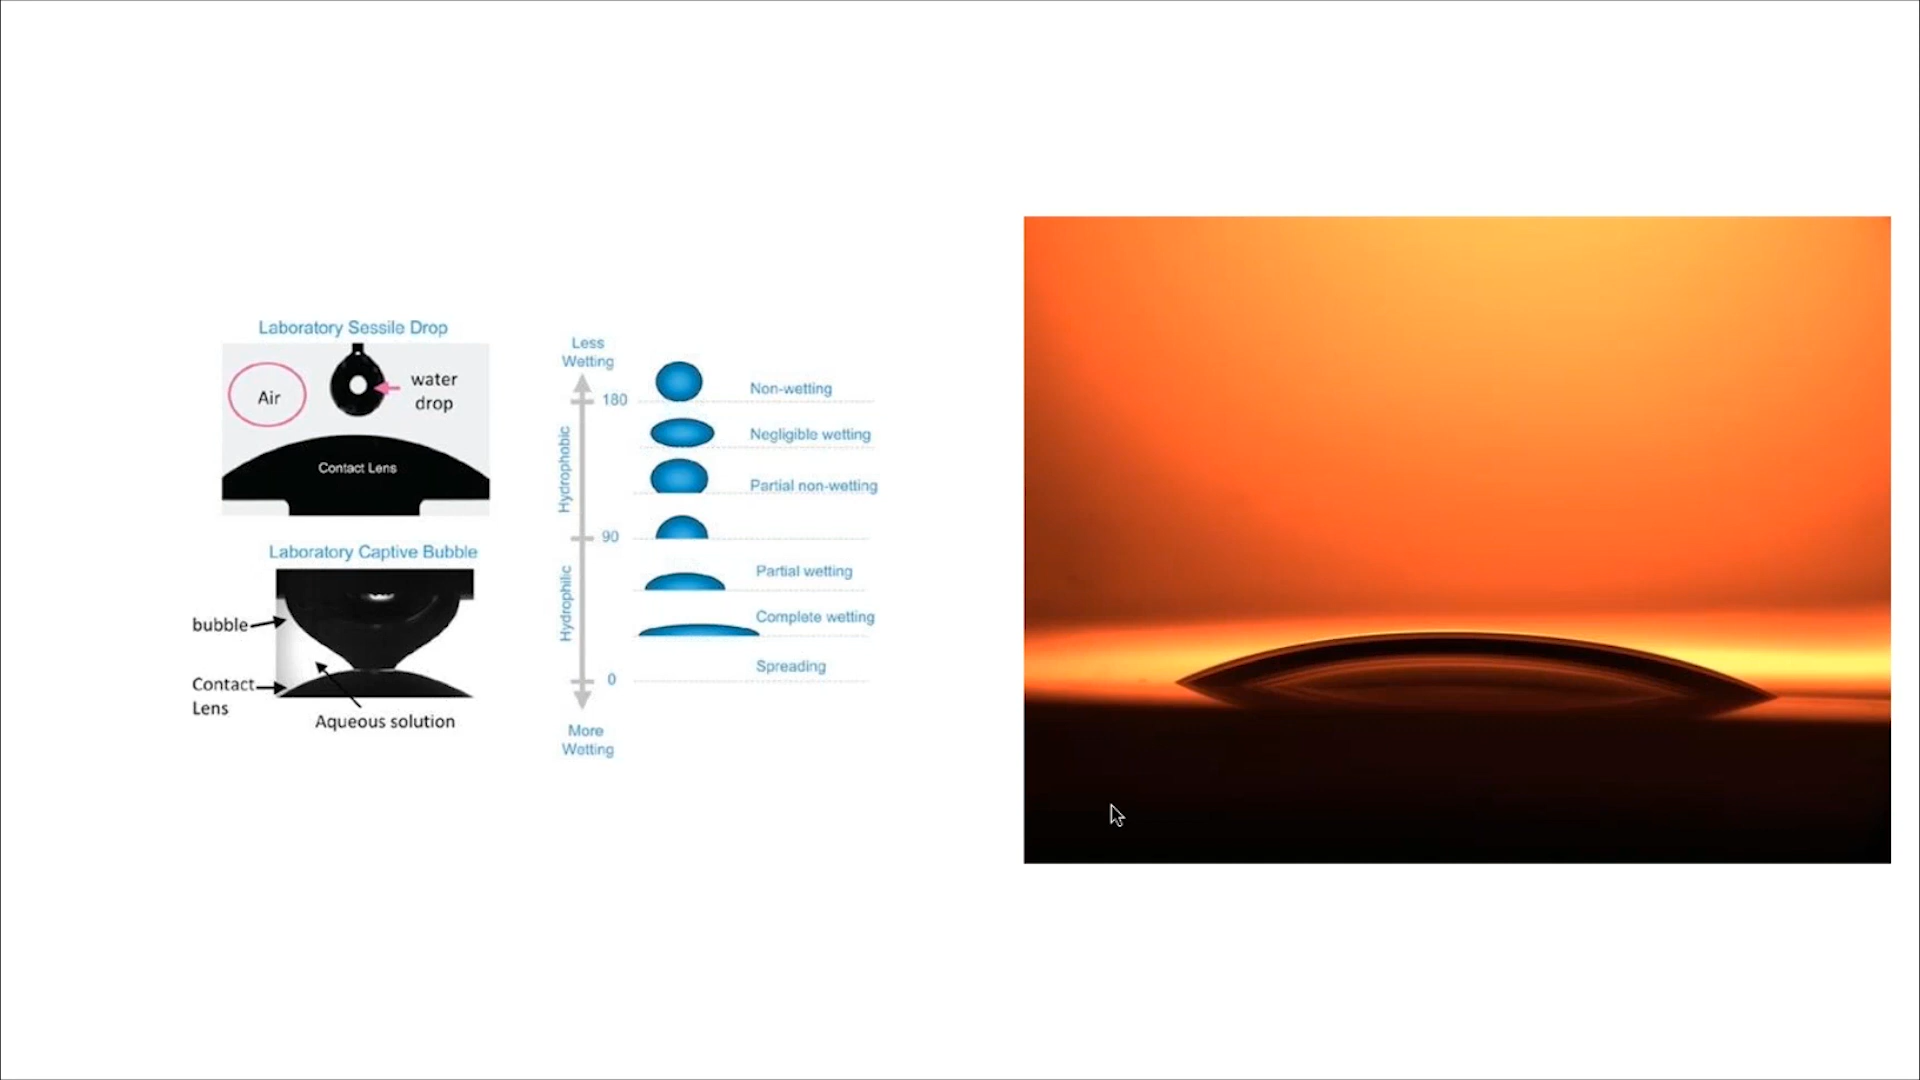 Laboratory Sessile Drop
Air
water
drop
Contact Lens
Laboratory Captive Bubble
bubble
Contact
Lens
Aqueous solution
Less
Wetting
180
Hydrophobic
90
Hydrophilic
0
More
Wetting
Non-wetting
Negligible wetting
Partial non-wetting
Partial wetting
Complete wetting
Spreading